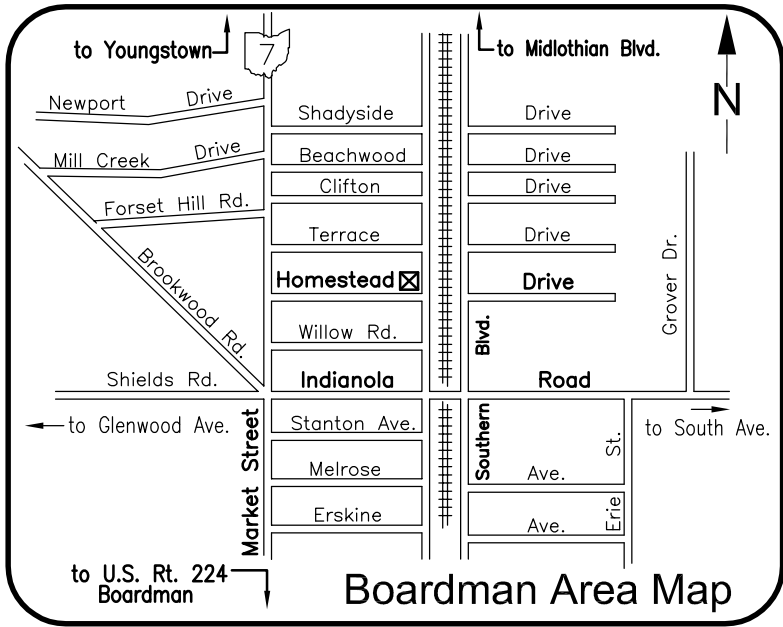 to Youngstown
7
to Midlothian Blvd.
N
Newport Drive
Shadyside Drive
Mill Creek Drive
Beachwood Drive
Clifton Drive
Forset Hill Rd.
Terrace Drive
Brookwood Rd.
Homestead Drive
Grover Dr.
Willow Rd.
Blvd.
Shields Rd.
Indianola Road
to Glenwood Ave.
Stanton Ave.
Southern
to South Ave.
Market Street
Melrose Ave.
Erie St.
Erskine Ave.
to U.S. Rt. 224
Boardman
Boardman Area Map